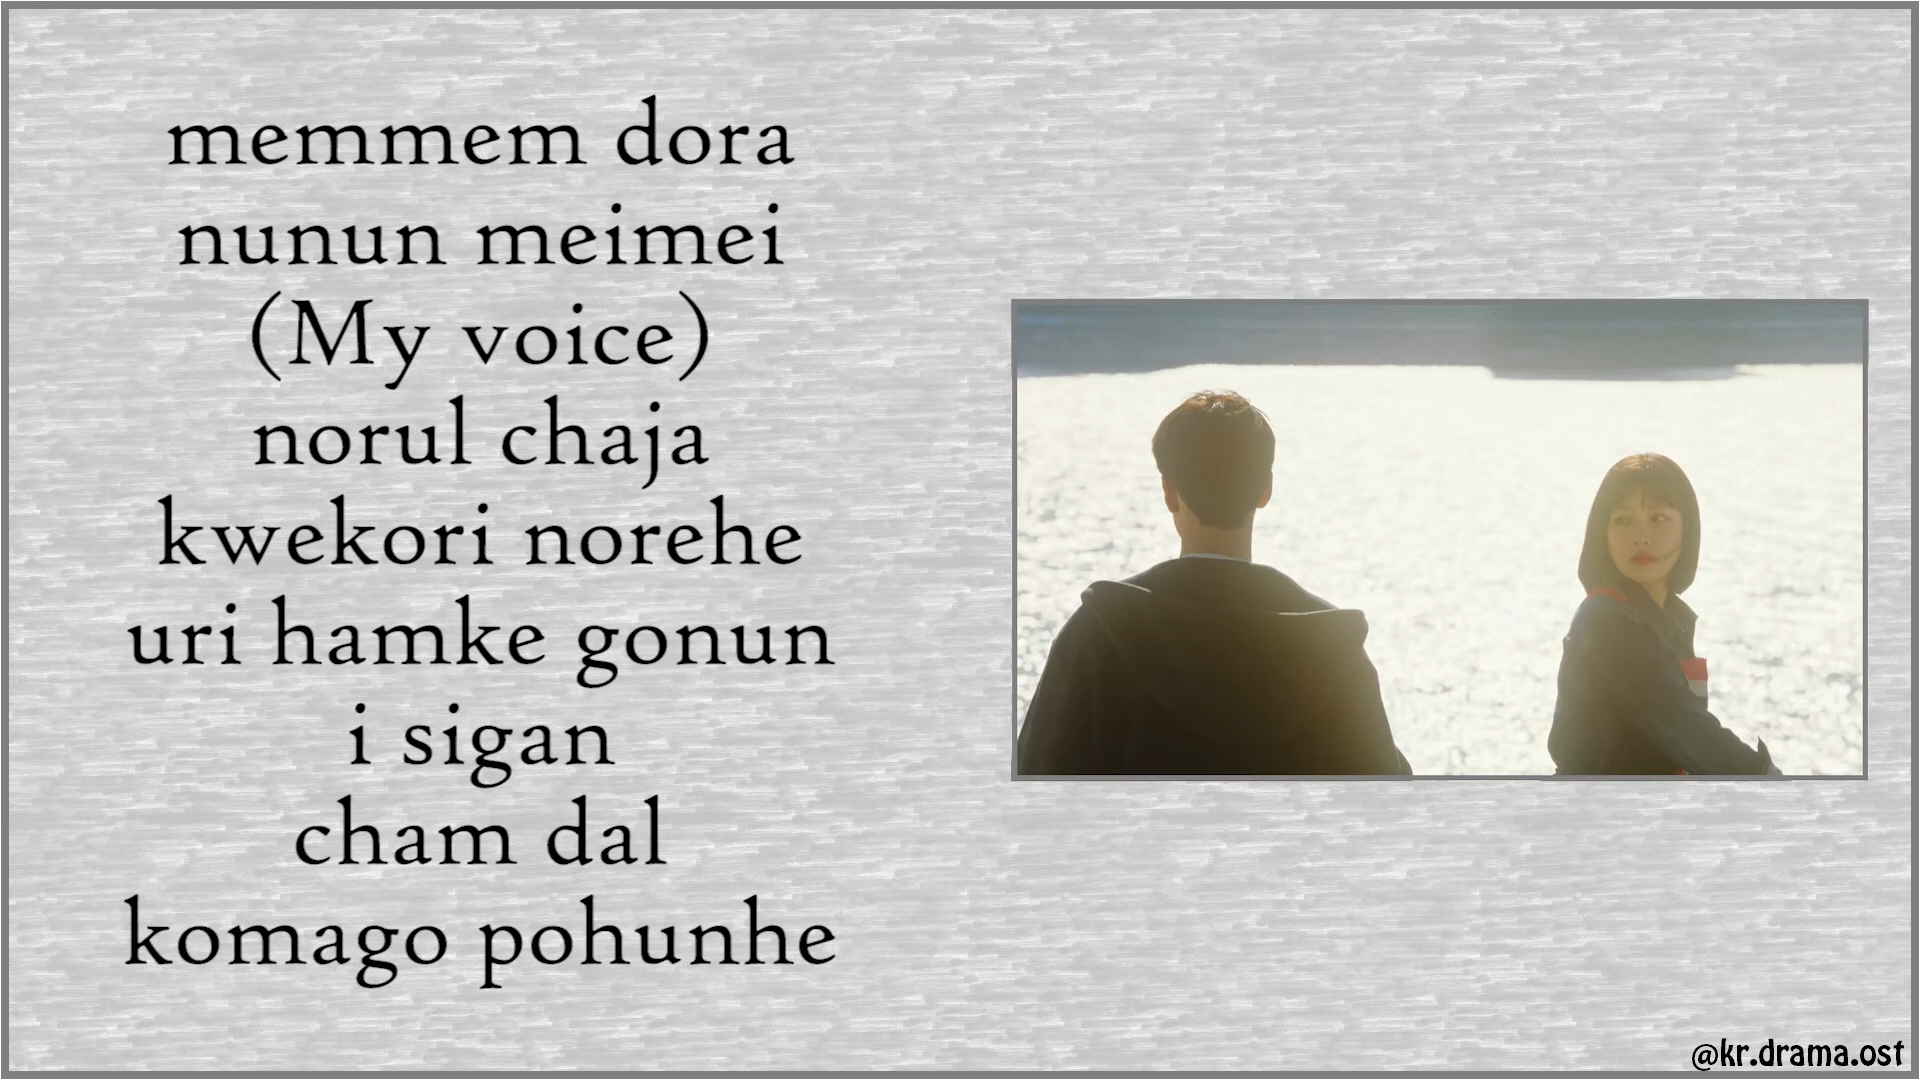 memmem dora
nunun meimei
(My voice)
norul chaja
kwekori norehe
uri hamke gonun
i sigan
cham dal
komago pohunhe
@kr.drama.ost